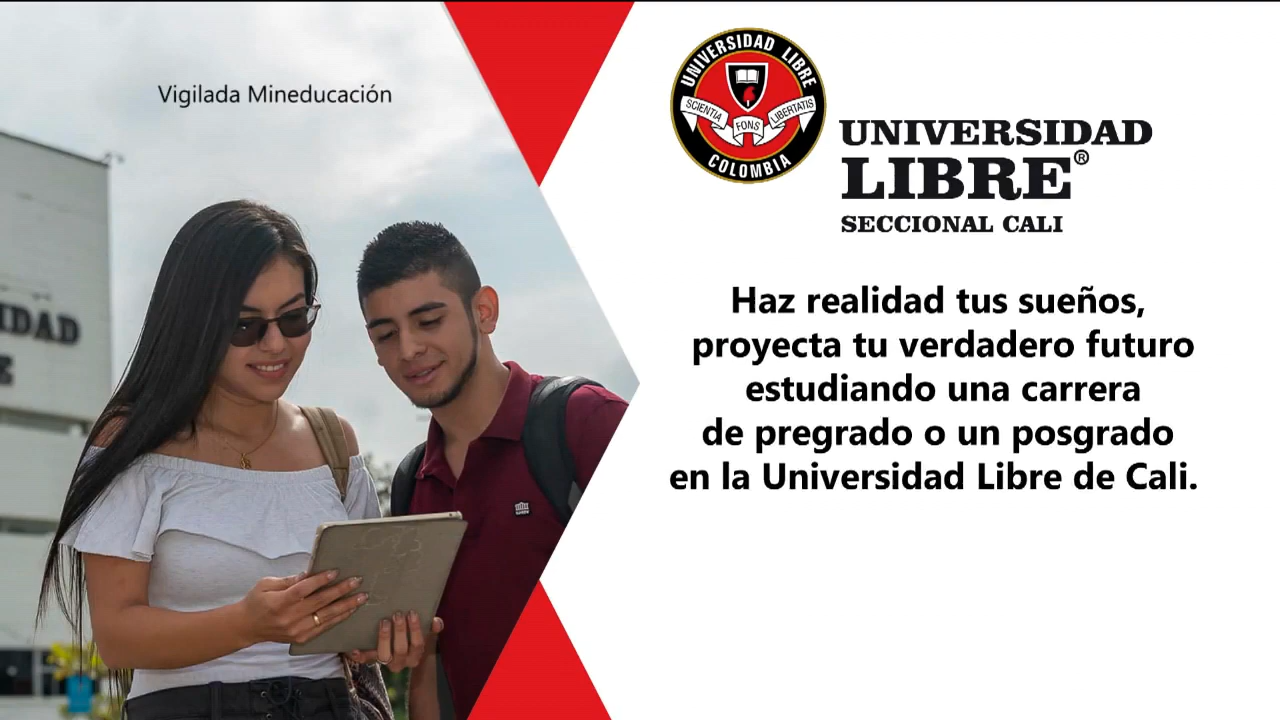 Vigilada Mineducación
IDAD
UNIVERSIDAD LIBRE
SCIENTIA
FONS
LIBERTATIS
COLOMBIA
UNIVERSIDAD
LIBRE®
SECCIONAL CALI
Haz realidad tus sueños,
proyecta tu verdadero futuro
estudiando una carrera
de pregrado o un posgrado
en la Universidad Libre de Cali.